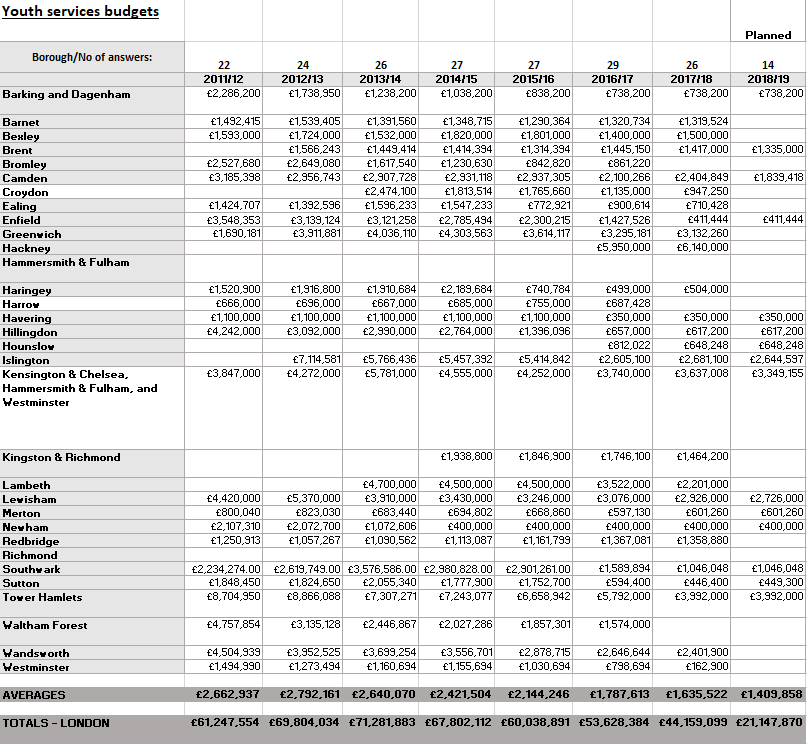 Youth services budgets
Planned
Borough/No of answers: 22 24 26 27 27 29 26 14
2011/12 2012/13 2013/14 2014/15 2015/16 2016/17 2017/18 2018/19
Barking and Dagenham £2,286,200 £1,738,950 £1,238,200 £1,038,200 £838,200 £738,200 £738,200 £738,200
Barnet £1,492,415 £1,539,405 £1,391,560 £1,348,715 £1,290,364 £1,320,734 £1,319,524
Bexley £1,593,000 £1,724,000 £1,532,000 £1,820,000 £1,801,000 £1,400,000 £1,500,000
Brent £1,566,243 £1,449,414 £1,414,394 £1,314,394 £1,445,150 £1,417,000 £1,335,000
Bromley £2,527,680 £2,649,080 £1,617,540 £1,230,630 £842,820 £861,220
Camden £3,185,398 £2,956,743 £2,907,728 £2,931,118 £2,937,305 £2,100,266 £2,404,849 £1,839,418
Croydon £2,474,100 £1,813,514 £1,765,660 £1,135,000 £947,250
Ealing £1,424,707 £1,392,596 £1,596,233 £1,547,233 £772,921 £900,614 £710,428
Enfield £3,548,353 £3,139,124 £3,121,258 £2,785,494 £2,300,215 £1,427,526 £411,444 £411,444
Greenwich £1,690,181 £3,911,881 £4,036,110 £4,303,563 £3,614,117 £3,295,181 £3,132,260
Hackney £5,950,000 £6,140,000
Hammersmith & Fulham
Haringey £1,520,900 £1,916,800 £1,910,684 £2,189,684 £740,784 £499,000 £504,000
Harrow £666,000 £696,000 £667,000 £685,000 £755,000 £687,428
Havering £1,100,000 £1,100,000 £1,100,000 £1,100,000 £1,100,000 £350,000 £350,000 £350,000
Hillingdon £4,242,000 £3,092,000 £2,990,000 £2,764,000 £1,396,096 £657,000 £617,200 £617,200
Hounslow £812,022 £648,248 £648,248
Islington £7,114,581 £5,766,436 £5,457,392 £5,414,842 £2,605,100 £2,681,100 £2,644,597
Kensington & Chelsea, £3,847,000 £4,272,000 £5,781,000 £4,555,000 £4,252,000 £3,740,000 £3,637,008 £3,349,155
Hammersmith & Fulham, and
Westminster
Kingston & Richmond £1,938,800 £1,846,900 £1,746,100 £1,464,200
Lambeth £4,700,000 £4,500,000 £4,500,000 £3,522,000 £2,201,000
Lewisham £4,420,000 £5,370,000 £3,910,000 £3,430,000 £3,246,000 £3,076,000 £2,926,000 £2,726,000
Merton £800,040 £823,030 £683,440 £694,802 £668,860 £597,130 £601,260 £601,260
Newham £2,107,310 £2,072,700 £1,072,606 £400,000 £400,000 £400,000 £400,000 £400,000
Redbridge £1,250,913 £1,057,267 £1,090,562 £1,113,087 £1,161,799 £1,367,081 £1,358,880
Richmond
Southwark £2,234,274.00 £2,619,749.00 £3,576,586.00 £2,980,828.00 £2,901,261.00 £1,589,894 £1,046,048 £1,046,048
Sutton £1,848,450 £1,824,650 £2,055,340 £1,777,900 £1,752,700 £594,400 £446,400 £449,300
Tower Hamlets £8,704,950 £8,866,088 £7,307,271 £7,243,077 £6,658,942 £5,792,000 £3,992,000 £3,992,000
Waltham Forest £4,757,854 £3,135,128 £2,446,867 £2,027,286 £1,857,301 £1,574,000
Wandsworth £4,504,939 £3,952,525 £3,699,254 £3,556,701 £2,878,715 £2,646,644 £2,401,900
Westminster £1,494,990 £1,273,494 £1,160,694 £1,155,694 £1,030,694 £798,694 £162,900
AVERAGES £2,662,937 £2,792,161 £2,640,070 £2,421,504 £2,144,246 £1,787,613 £1,635,522 £1,409,858
TOTALS - LONDON £61,247,554 £69,804,034 £71,281,883 £67,802,112 £60,038,891 £53,628,384 £44,159,099 £21,147,870